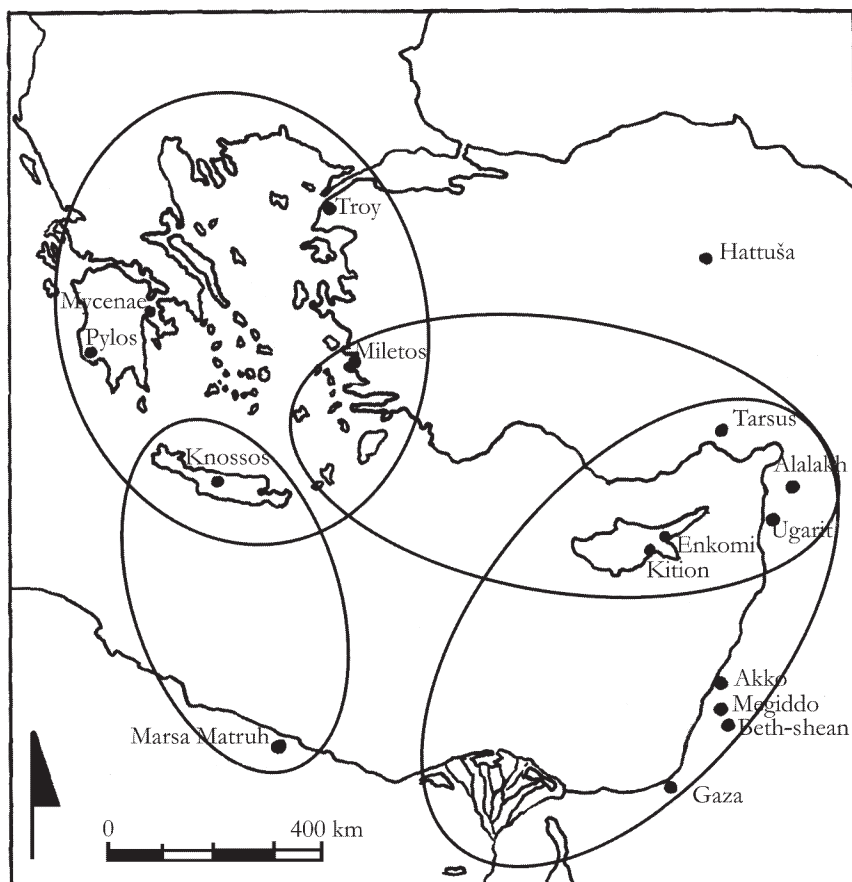 Troy
Hattuša
Mycenae
Pylos
Miletos
Tarsus
Knossos
Alalakh
Ugarit
Enkomi
Kition
Akko
Megiddo
Beth-shean
Marsa Matruh
Gaza
0 400 km